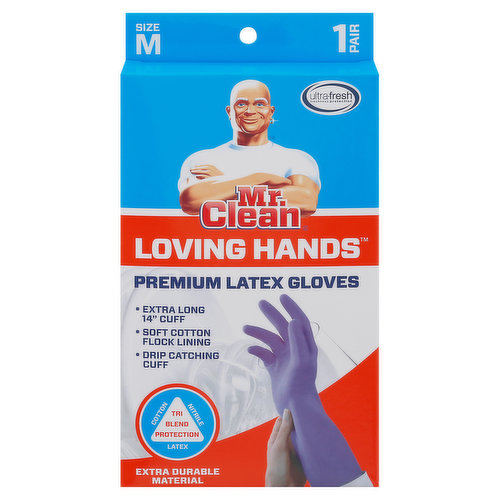 SIZE
M
1 PAIR
ultrafresh
Mr.
Clean
LOVING HANDS™
PREMIUM LATEX GLOVES
• EXTRA LONG
14" CUFF
• SOFT COTTON
FLOCK LINING
• DRIP CATCHING
CUFF
COTTON
NITRILE
TRI
BLEND
PROTECTION
LATEX
EXTRA DURABLE
MATERIAL